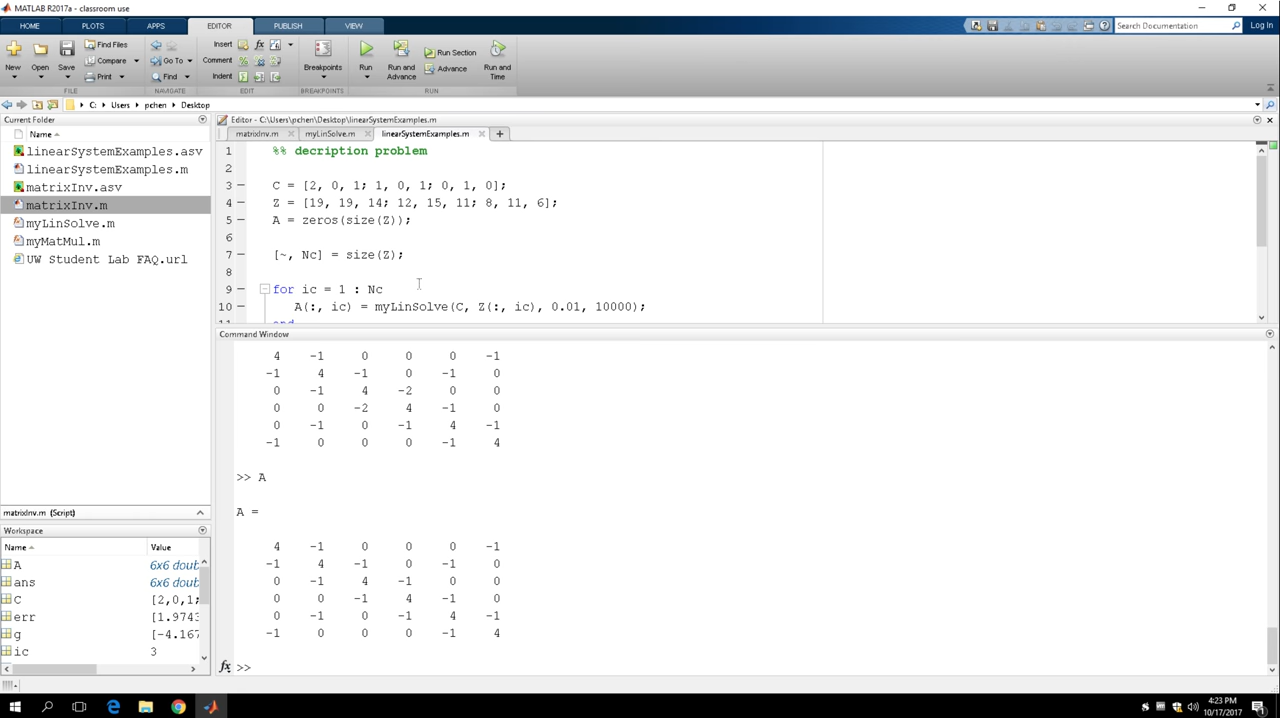 MATLAB R2017a - classroom use
HOME PLOTS APPS EDITOR PUBLISH VIEW Search Documentation Log In
New Open Save Find Files Compare Print Go To Find Insert fx Comment Indent Breakpoints Run Run and Advance Run Section Advance Run and Time
FILE NAVIGATE EDIT BREAKPOINTS RUN
C: Users pchen Desktop
Current Folder
Name
linearSystemExamples.asv
linearSystemExamples.m
matrixInv.asv
matrixInv.m
myLinSolve.m
myMatMul.m
UW Student Lab FAQ.url
matrixInv.m (Script)
Workspace
Name Value
A 6x6 doub
ans 6x6 doub
C [2,0,1;
err [1.9743
g [-4.167
ic 3
Editor - C:\Users\pchen\Desktop\linearSystemExamples.m
matrixInv.m myLinSolve.m linearSystemExamples.m
1 %% decription problem
2
3 C = [2, 0, 1; 1, 0, 1; 0, 1, 0];
4 Z = [19, 19, 14; 12, 15, 11; 8, 11, 6];
5 A = zeros(size(Z));
6
7 [~, Nc] = size(Z);
8
9 for ic = 1 : Nc
10 A(:, ic) = myLinSolve(C, Z(:, ic), 0.01, 10000);
11 end
Command Window
4 -1 0 0 0 -1
-1 4 -1 0 -1 0
0 -1 4 -2 0 0
0 0 -2 4 -1 0
0 -1 0 -1 4 -1
-1 0 0 0 -1 4
>> A
A =
4 -1 0 0 0 -1
-1 4 -1 0 -1 0
0 -1 4 -1 0 0
0 0 -1 4 -1 0
0 -1 0 -1 4 -1
-1 0 0 0 -1 4
fx >>
4:23 PM
10/17/2017